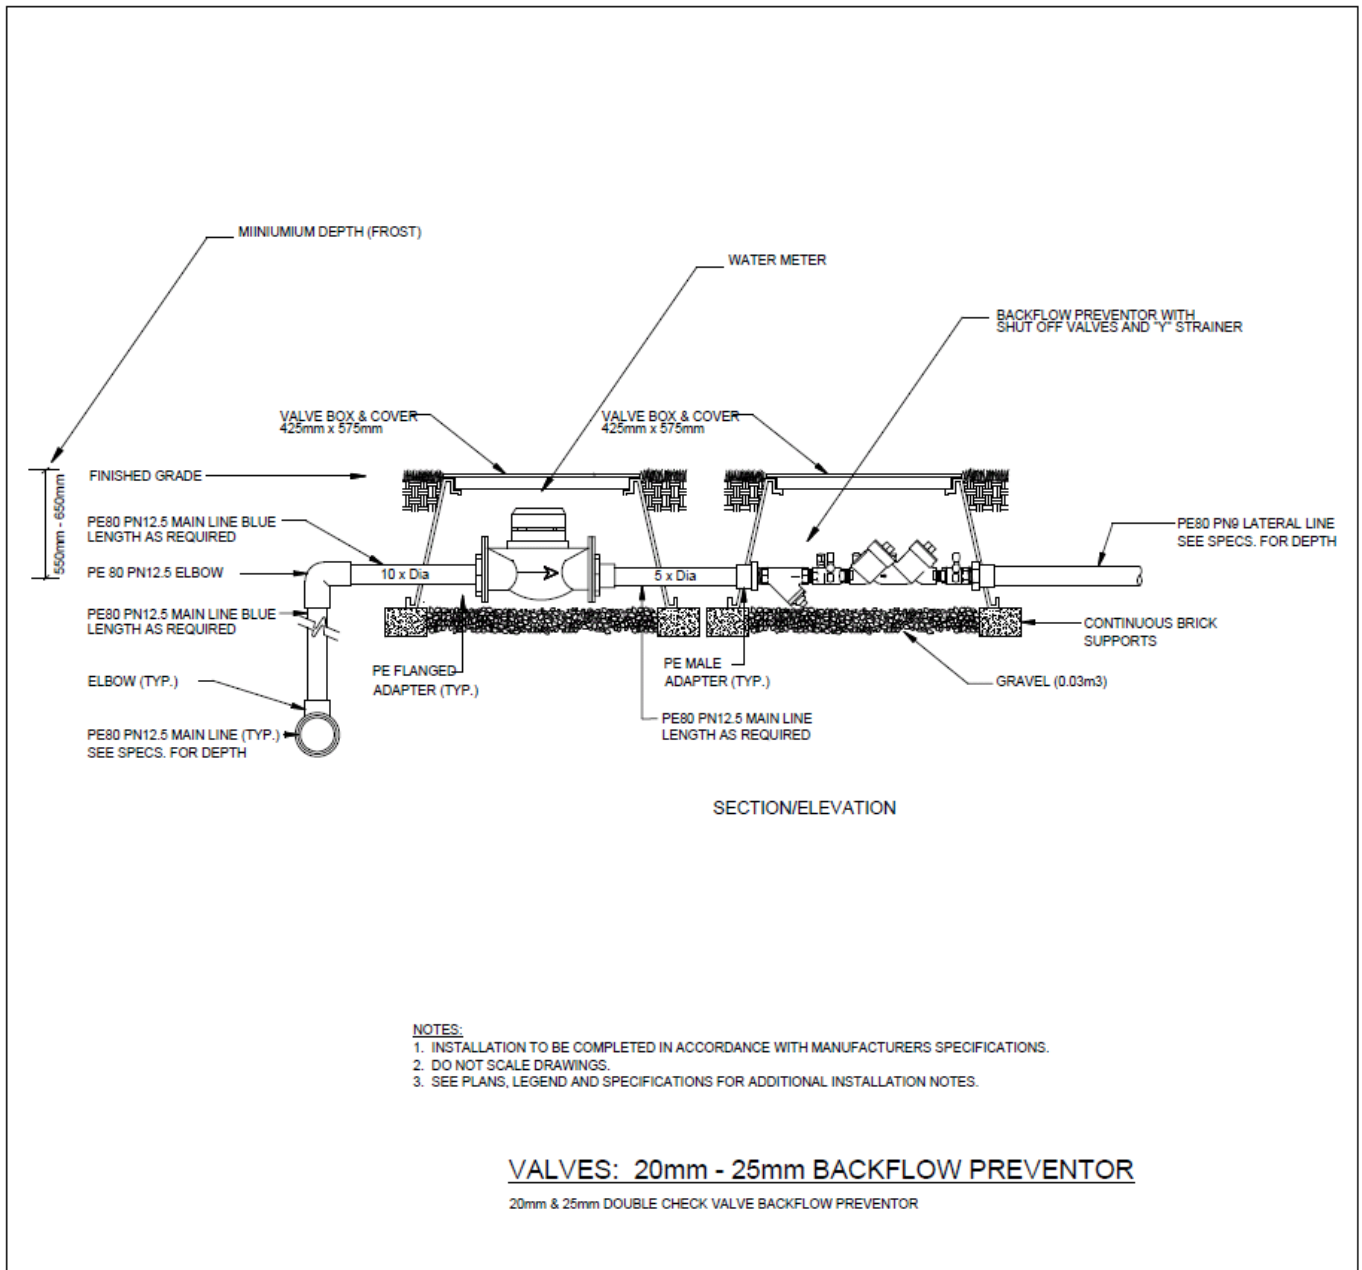 MIINIUMIUM DEPTH (FROST)
WATER METER
BACKFLOW PREVENTOR WITH
SHUT OFF VALVES AND "Y" STRAINER
VALVE BOX & COVER
425mm x 575mm
VALVE BOX & COVER
425mm x 575mm
FINISHED GRADE
550mm - 650mm
PE80 PN12.5 MAIN LINE BLUE
LENGTH AS REQUIRED
PE80 PN9 LATERAL LINE
SEE SPECS. FOR DEPTH
PE 80 PN12.5 ELBOW
10 x Dia
5 x Dia
PE80 PN12.5 MAIN LINE BLUE
LENGTH AS REQUIRED
CONTINUOUS BRICK
SUPPORTS
PE FLANGED
ADAPTER (TYP.)
PE MALE
ADAPTER (TYP.)
ELBOW (TYP.)
GRAVEL (0.03m3)
PE80 PN12.5 MAIN LINE
LENGTH AS REQUIRED
PE80 PN12.5 MAIN LINE (TYP.)
SEE SPECS. FOR DEPTH
SECTION/ELEVATION
NOTES:
1. INSTALLATION TO BE COMPLETED IN ACCORDANCE WITH MANUFACTURERS SPECIFICATIONS.
2. DO NOT SCALE DRAWINGS.
3. SEE PLANS, LEGEND AND SPECIFICATIONS FOR ADDITIONAL INSTALLATION NOTES.
VALVES: 20mm - 25mm BACKFLOW PREVENTOR
20mm & 25mm DOUBLE CHECK VALVE BACKFLOW PREVENTOR